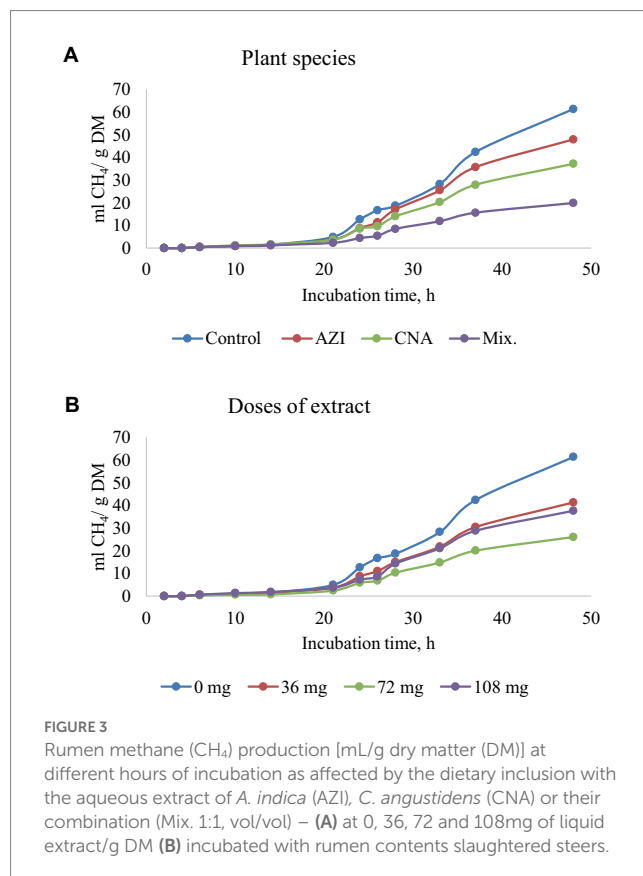 A
Plant species
ml CH₄/ g DM
70
60
50
40
30
20
10
0
0 10 20 30 40 50
Incubation time, h
Control AZI CNA Mix.
B
Doses of extract
ml CH₄/ g DM
70
60
50
40
30
20
10
0
0 10 20 30 40 50
Incubation time, h
0 mg 36 mg 72 mg 108 mg
FIGURE 3
Rumen methane (CH₄) production [mL/g dry matter (DM)] at
different hours of incubation as affected by the dietary inclusion with
the aqueous extract of A. indica (AZI), C. angustidens (CNA) or their
combination (Mix. 1:1, vol/vol) – (A) at 0, 36, 72 and 108mg of liquid
extract/g DM (B) incubated with rumen contents slaughtered steers.